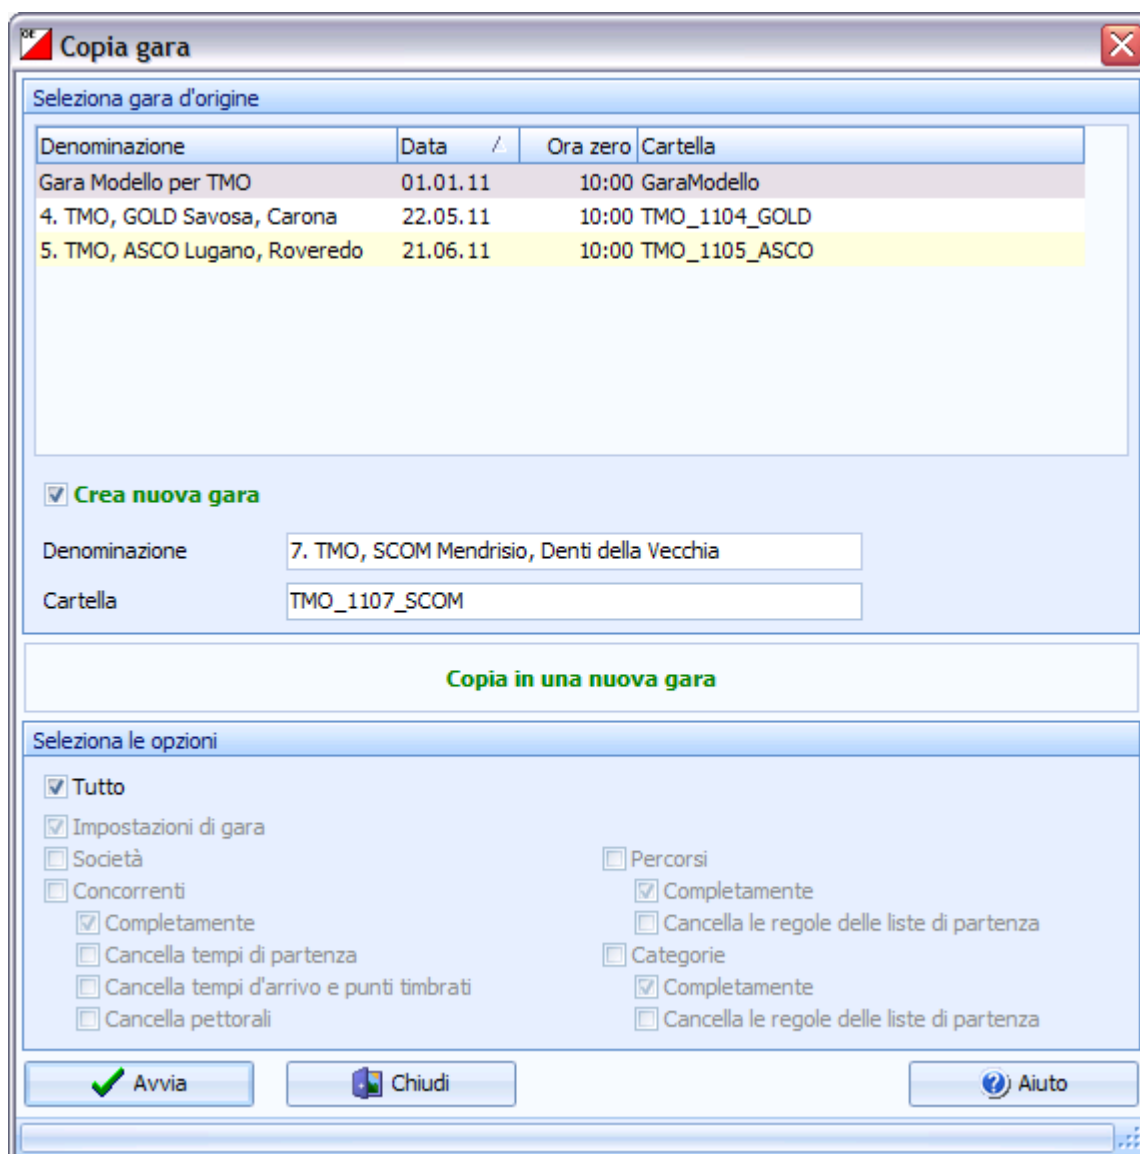 OE
Copia gara
Seleziona gara d'origine
Denominazione Data Ora zero Cartella
Gara Modello per TMO 01.01.11 10:00 GaraModello
4. TMO, GOLD Savosa, Carona 22.05.11 10:00 TMO_1104_GOLD
5. TMO, ASCO Lugano, Roveredo 21.06.11 10:00 TMO_1105_ASCO
Crea nuova gara
Denominazione 7. TMO, SCOM Mendrisio, Denti della Vecchia
Cartella TMO_1107_SCOM
Copia in una nuova gara
Seleziona le opzioni
Tutto
Impostazioni di gara
Società Percorsi
Concorrenti Completamente
Completamente Cancella le regole delle liste di partenza
Cancella tempi di partenza Categorie
Cancella tempi d'arrivo e punti timbrati Completamente
Cancella pettorali Cancella le regole delle liste di partenza
Avvia Chiudi Aiuto